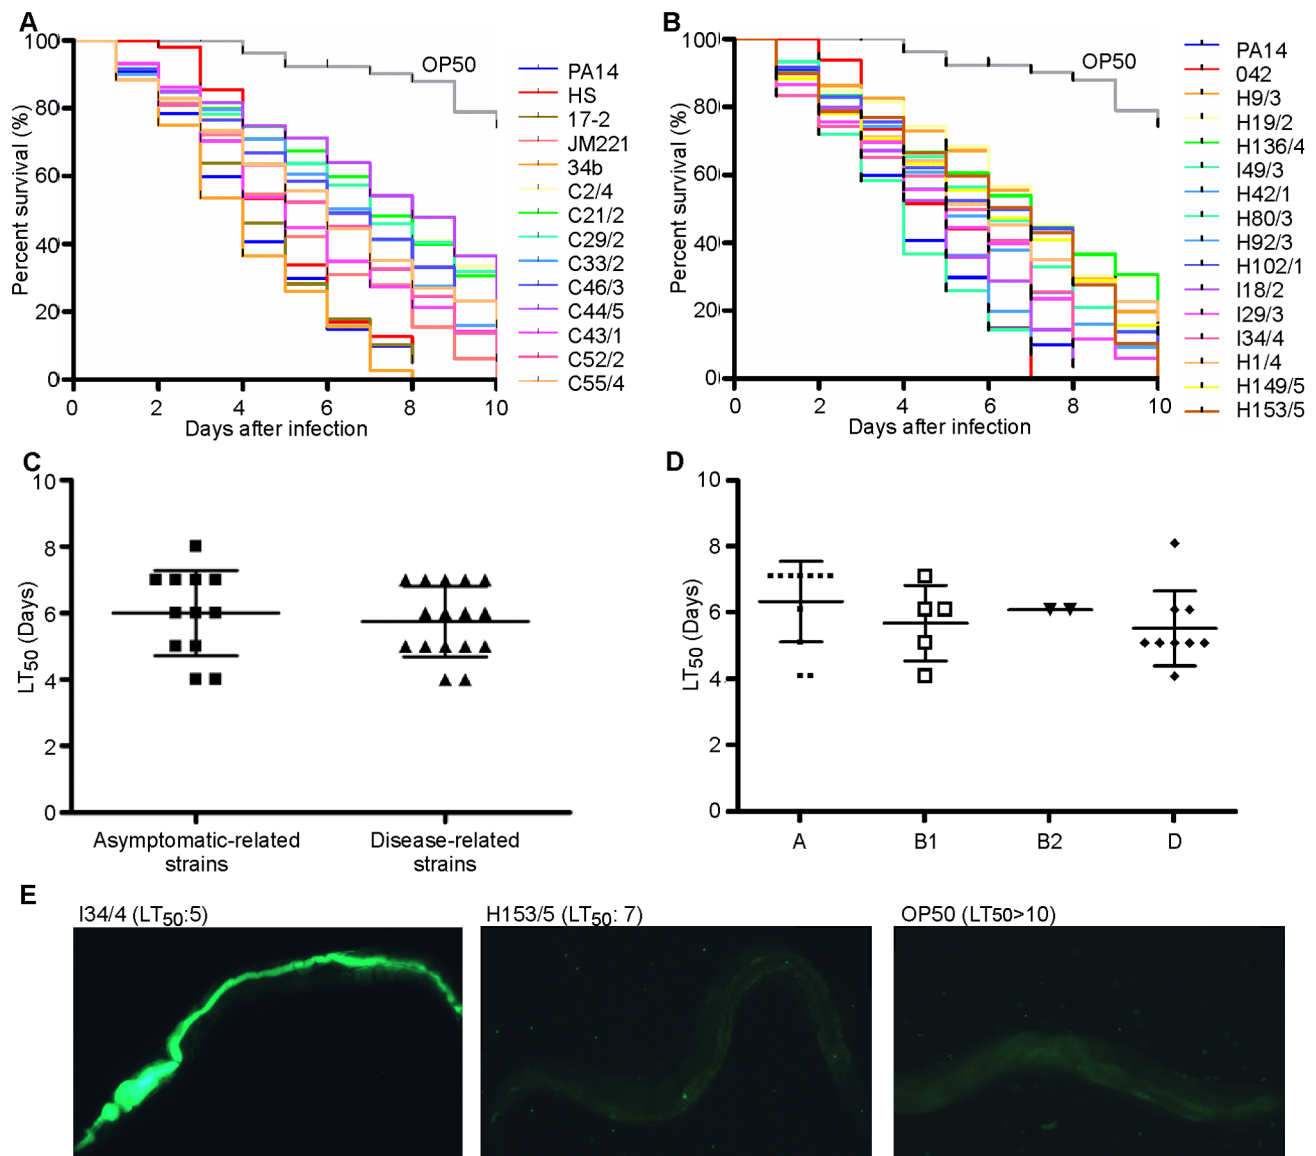 A
Percent survival (%)
100
80
60
40
20
0
0 2 4 6 8 10
Days after infection
OP50
PA14
HS
17-2
JM221
34b
C2/4
C21/2
C29/2
C33/2
C46/3
C44/5
C43/1
C52/2
C55/4
B
Percent survival (%)
100
80
60
40
20
0
0 2 4 6 8 10
Days after infection
OP50
PA14
042
H9/3
H19/2
H136/4
I49/3
H42/1
H80/3
H92/3
H102/1
I18/2
I29/3
I34/4
H1/4
H149/5
H153/5
C
LT50 (Days)
10
8
6
4
2
0
Asymptomatic-related strains
Disease-related strains
D
LT50 (Days)
10
8
6
4
2
0
A B1 B2 D
E
I34/4 (LT50:5)
H153/5 (LT50: 7)
OP50 (LT50>10)